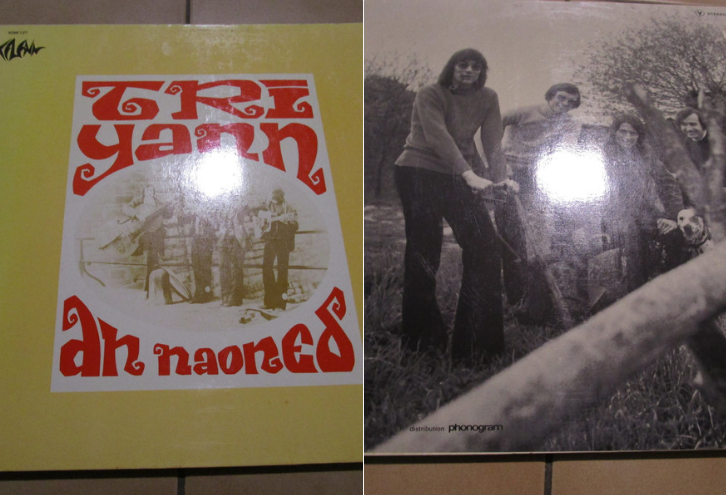 TRI
yann
an naoned
distribution phonogram